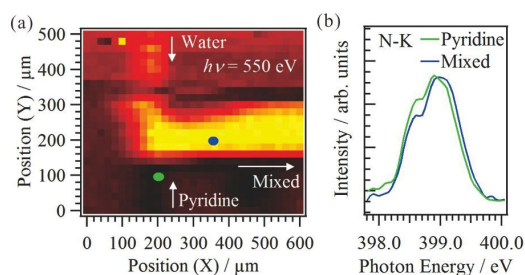 (a)
Position (Y) / µm
500
400
300
200
100
0
Water
hν = 550 eV
Mixed
Pyridine
0 100 200 300 400 500 600
Position (X) / µm
(b)
Intensity / arb. units
N-K Pyridine
Mixed
398.0 399.0 400.0
Photon Energy / eV